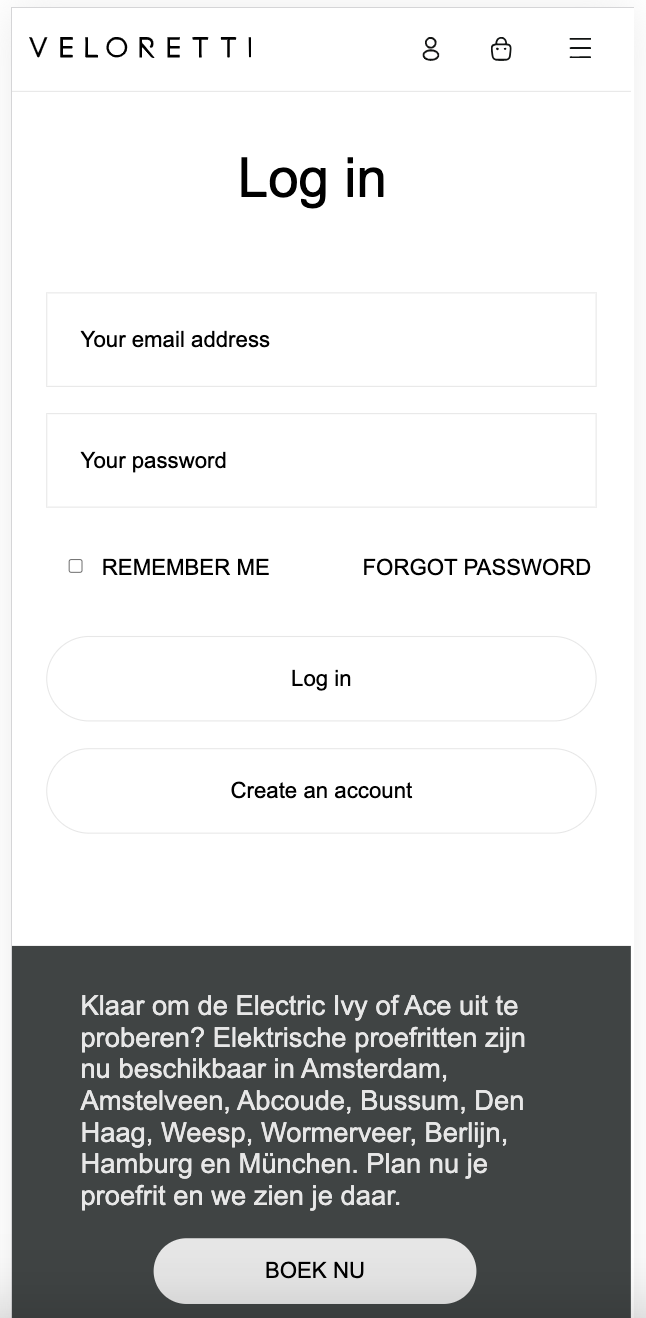 VELORETTI
Log in
Your email address
Your password
REMEMBER ME
FORGOT PASSWORD
Log in
Create an account
Klaar om de Electric Ivy of Ace uit te
proberen? Elektrische proefritten zijn
nu beschikbaar in Amsterdam,
Amstelveen, Abcoude, Bussum, Den
Haag, Weesp, Wormerveer, Berlijn,
Hamburg en München. Plan nu je
proefrit en we zien je daar.
BOEK NU